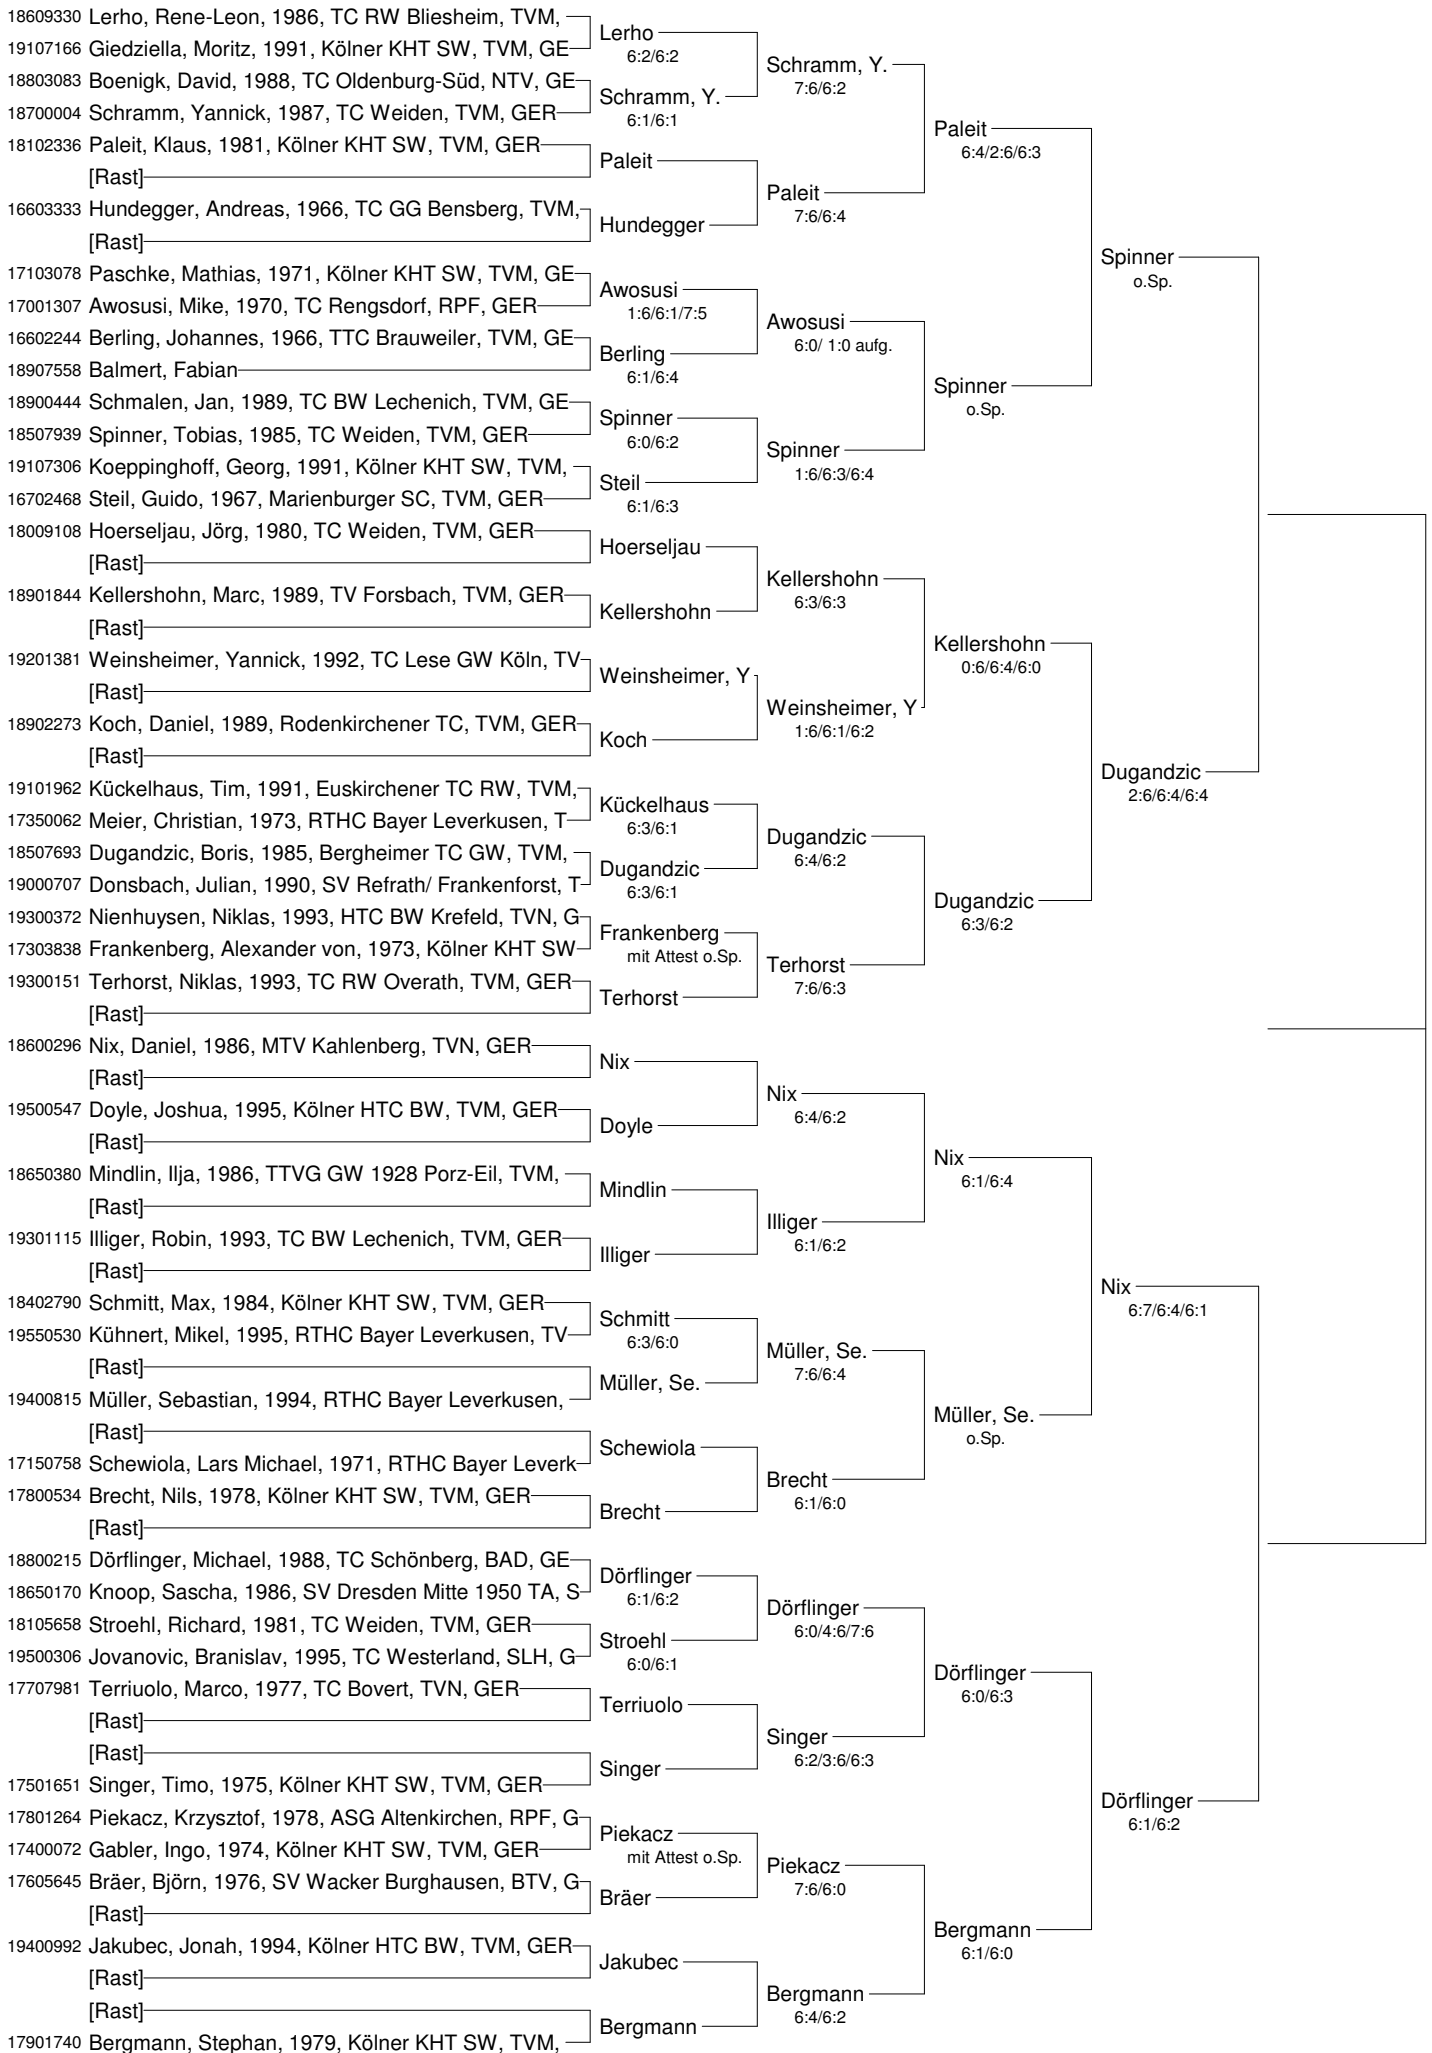 18609330 Lerho, Rene-Leon, 1986, TC RW Bliesheim, TVM,
19107166 Giedziella, Moritz, 1991, Kölner KHT SW, TVM, GE
18803083 Boenigk, David, 1988, TC Oldenburg-Süd, NTV, GE
18700004 Schramm, Yannick, 1987, TC Weiden, TVM, GER
18102336 Paleit, Klaus, 1981, Kölner KHT SW, TVM, GER
[Rast]
16603333 Hundegger, Andreas, 1966, TC GG Bensberg, TVM,
[Rast]
17103078 Paschke, Mathias, 1971, Kölner KHT SW, TVM, GE
17001307 Awosusi, Mike, 1970, TC Rengsdorf, RPF, GER
16602244 Berling, Johannes, 1966, TTC Brauweiler, TVM, GE
18907558 Balmert, Fabian
18900444 Schmalen, Jan, 1989, TC BW Lechenich, TVM, GE
18507939 Spinner, Tobias, 1985, TC Weiden, TVM, GER
19107306 Koeppinghoff, Georg, 1991, Kölner KHT SW, TVM,
16702468 Steil, Guido, 1967, Marienburger SC, TVM, GER
18009108 Hoerseljau, Jörg, 1980, TC Weiden, TVM, GER
[Rast]
18901844 Kellershohn, Marc, 1989, TV Forsbach, TVM, GER
[Rast]
19201381 Weinsheimer, Yannick, 1992, TC Lese GW Köln, TV
[Rast]
18902273 Koch, Daniel, 1989, Rodenkirchener TC, TVM, GER
[Rast]
19101962 Kückelhaus, Tim, 1991, Euskirchener TC RW, TVM,
17350062 Meier, Christian, 1973, RTHC Bayer Leverkusen, T
18507693 Dugandzic, Boris, 1985, Bergheimer TC GW, TVM,
19000707 Donsbach, Julian, 1990, SV Refrath/ Frankenforst, T
19300372 Nienhuysen, Niklas, 1993, HTC BW Krefeld, TVN, G
17303838 Frankenberg, Alexander von, 1973, Kölner KHT SW
19300151 Terhorst, Niklas, 1993, TC RW Overath, TVM, GER
[Rast]
18600296 Nix, Daniel, 1986, MTV Kahlenberg, TVN, GER
[Rast]
19500547 Doyle, Joshua, 1995, Kölner HTC BW, TVM, GER
[Rast]
18650380 Mindlin, Ilja, 1986, TTVG GW 1928 Porz-Eil, TVM,
[Rast]
19301115 Illiger, Robin, 1993, TC BW Lechenich, TVM, GER
[Rast]
18402790 Schmitt, Max, 1984, Kölner KHT SW, TVM, GER
19550530 Kühnert, Mikel, 1995, RTHC Bayer Leverkusen, TV
[Rast]
19400815 Müller, Sebastian, 1994, RTHC Bayer Leverkusen,
[Rast]
17150758 Schewiola, Lars Michael, 1971, RTHC Bayer Leverk
17800534 Brecht, Nils, 1978, Kölner KHT SW, TVM, GER
[Rast]
18800215 Dörflinger, Michael, 1988, TC Schönberg, BAD, GE
18650170 Knoop, Sascha, 1986, SV Dresden Mitte 1950 TA, S
18105658 Stroehl, Richard, 1981, TC Weiden, TVM, GER
19500306 Jovanovic, Branislav, 1995, TC Westerland, SLH, G
17707981 Terriuolo, Marco, 1977, TC Bovert, TVN, GER
[Rast]
[Rast]
17501651 Singer, Timo, 1975, Kölner KHT SW, TVM, GER
17801264 Piekacz, Krzysztof, 1978, ASG Altenkirchen, RPF, G
17400072 Gabler, Ingo, 1974, Kölner KHT SW, TVM, GER
17605645 Bräer, Björn, 1976, SV Wacker Burghausen, BTV, G
[Rast]
19400992 Jakubec, Jonah, 1994, Kölner HTC BW, TVM, GER
[Rast]
[Rast]
17901740 Bergmann, Stephan, 1979, Kölner KHT SW, TVM,
Lerho
6:2/6:2
Schramm, Y.
6:1/6:1
Paleit
Hundegger
Awosusi
1:6/6:1/7:5
Berling
6:1/6:4
Spinner
6:0/6:2
Steil
6:1/6:3
Hoerseljau
Kellershohn
Weinsheimer, Y
Koch
Kückelhaus
6:3/6:1
Dugandzic
6:3/6:1
Frankenberg
mit Attest o.Sp.
Terhorst
Nix
Doyle
Mindlin
Illiger
Schmitt
6:3/6:0
Müller, Se.
Schewiola
Brecht
Dörflinger
6:1/6:2
Stroehl
6:0/6:1
Terriuolo
Singer
Piekacz
mit Attest o.Sp.
Bräer
Jakubec
Bergmann
Schramm, Y.
7:6/6:2
Paleit
7:6/6:4
Awosusi
6:0/ 1:0 aufg.
Spinner
1:6/6:3/6:4
Kellershohn
6:3/6:3
Weinsheimer, Y
1:6/6:1/6:2
Dugandzic
6:4/6:2
Terhorst
7:6/6:3
Nix
6:4/6:2
Illiger
6:1/6:2
Müller, Se.
7:6/6:4
Brecht
6:1/6:0
Dörflinger
6:0/4:6/7:6
Singer
6:2/3:6/6:3
Piekacz
7:6/6:0
Bergmann
6:4/6:2
Paleit
6:4/2:6/6:3
Spinner
o.Sp.
Kellershohn
0:6/6:4/6:0
Dugandzic
6:3/6:2
Nix
6:1/6:4
Müller, Se.
o.Sp.
Dörflinger
6:0/6:3
Bergmann
6:1/6:0
Spinner
o.Sp.
Dugandzic
2:6/6:4/6:4
Nix
6:7/6:4/6:1
Dörflinger
6:1/6:2